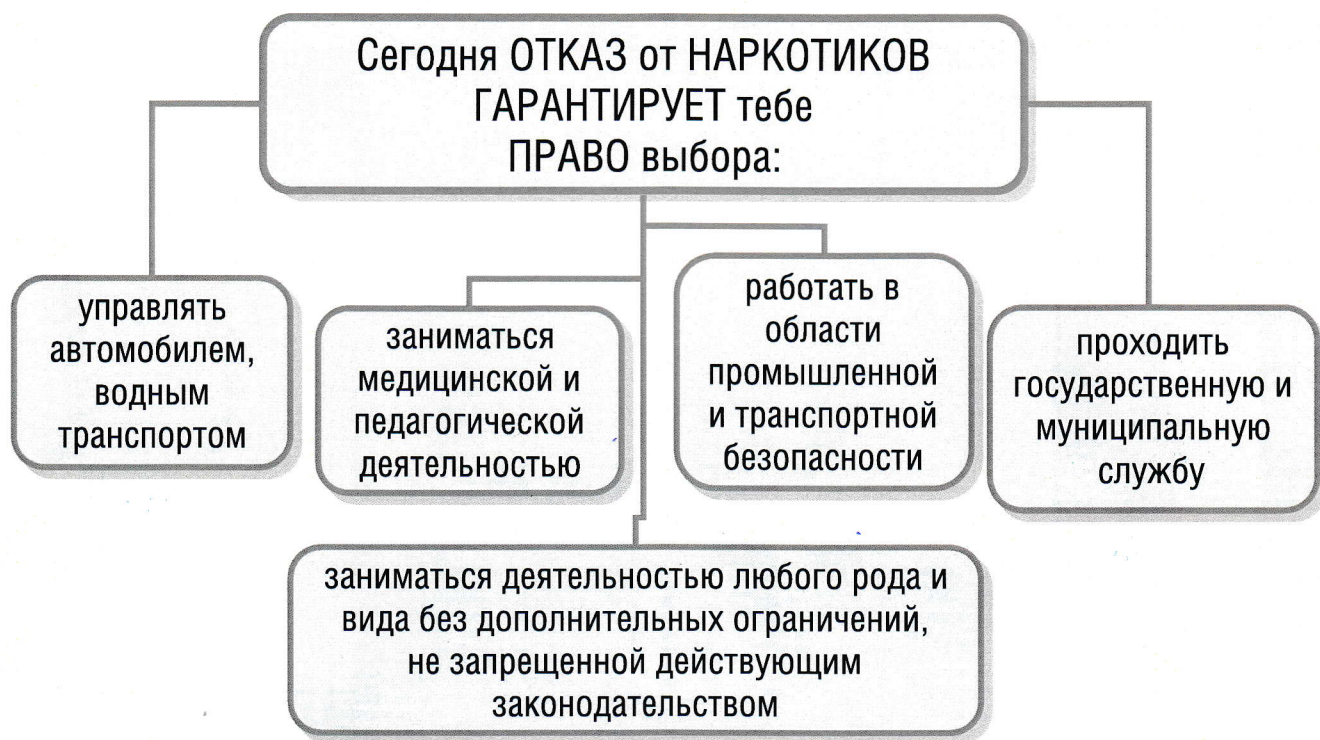 Сегодня ОТКАЗ от НАРКОТИКОВ
ГАРАНТИРУЕТ тебе
ПРАВО выбора:
управлять
автомобилем,
водным
транспортом
заниматься
медицинской и
педагогической
деятельностью
работать в
области
промышленной
и транспортной
безопасности
проходить
государственную и
муниципальную
службу
заниматься деятельностью любого рода и
вида без дополнительных ограничений,
не запрещенной действующим
законодательством